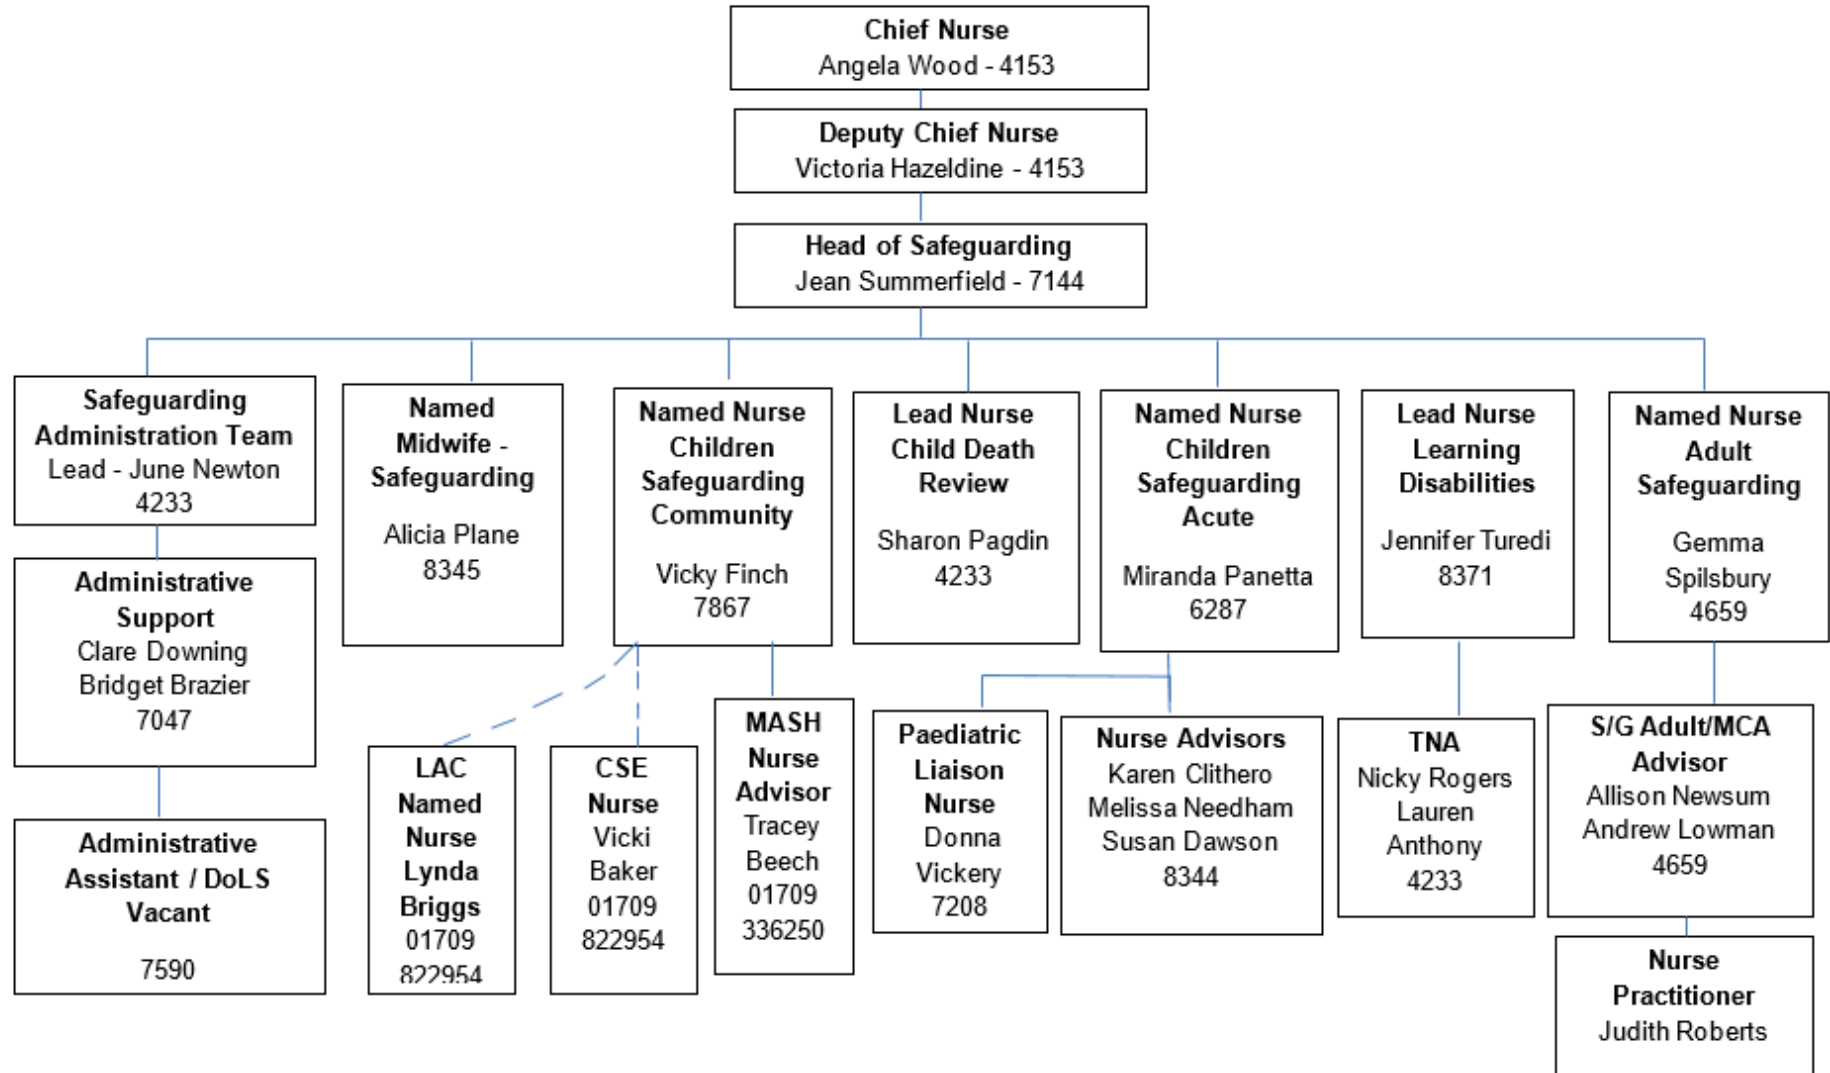 Chief Nurse
Angela Wood - 4153
Deputy Chief Nurse
Victoria Hazeldine - 4153
Head of Safeguarding
Jean Summerfield - 7144
Safeguarding
Administration Team
Lead - June Newton
4233
Named
Midwife -
Safeguarding
Alicia Plane
8345
Named Nurse
Children
Safeguarding
Community
Vicky Finch
7867
Lead Nurse
Child Death
Review
Sharon Pagdin
4233
Named Nurse
Children
Safeguarding
Acute
Miranda Panetta
6287
Lead Nurse
Learning
Disabilities
Jennifer Turedi
8371
Named Nurse
Adult
Safeguarding
Gemma
Spilsbury
4659
Administrative
Support
Clare Downing
Bridget Brazier
7047
Administrative
Assistant / DoLS
Vacant
7590
LAC
Named
Nurse
Lynda
Briggs
01709
822954
CSE
Nurse
Vicki
Baker
01709
822954
MASH
Nurse
Advisor
Tracey
Beech
01709
336250
Paediatric
Liaison
Nurse
Donna
Vickery
7208
Nurse Advisors
Karen Clithero
Melissa Needham
Susan Dawson
8344
TNA
Nicky Rogers
Lauren
Anthony
4233
S/G Adult/MCA
Advisor
Allison Newsum
Andrew Lowman
4659
Nurse
Practitioner
Judith Roberts